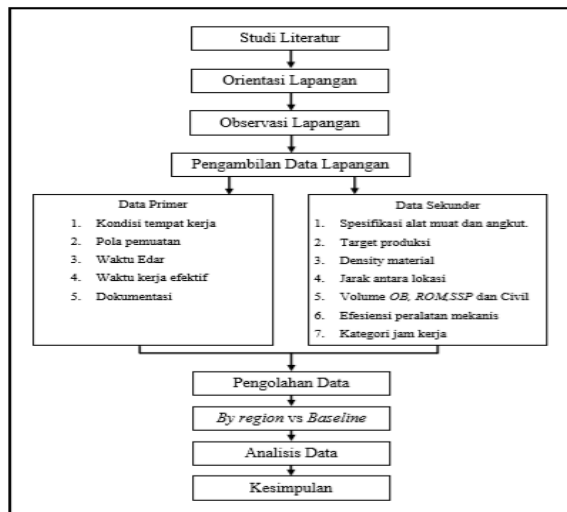 Studi Literatur
Orientasi Lapangan
Observasi Lapangan
Pengambilan Data Lapangan
Data Primer
1. Kondisi tempat kerja
2. Pola pemuatan
3. Waktu Edar
4. Waktu kerja efektif
5. Dokumentasi
Data Sekunder
1. Spesifikasi alat muat dan angkut.
2. Target produksi
3. Density material
4. Jarak antara lokasi
5. Volume OB, ROM,SSP dan Civil
6. Efesiensi peralatan mekanis
7. Kategori jam kerja
Pengolahan Data
By region vs Baseline
Analisis Data
Kesimpulan